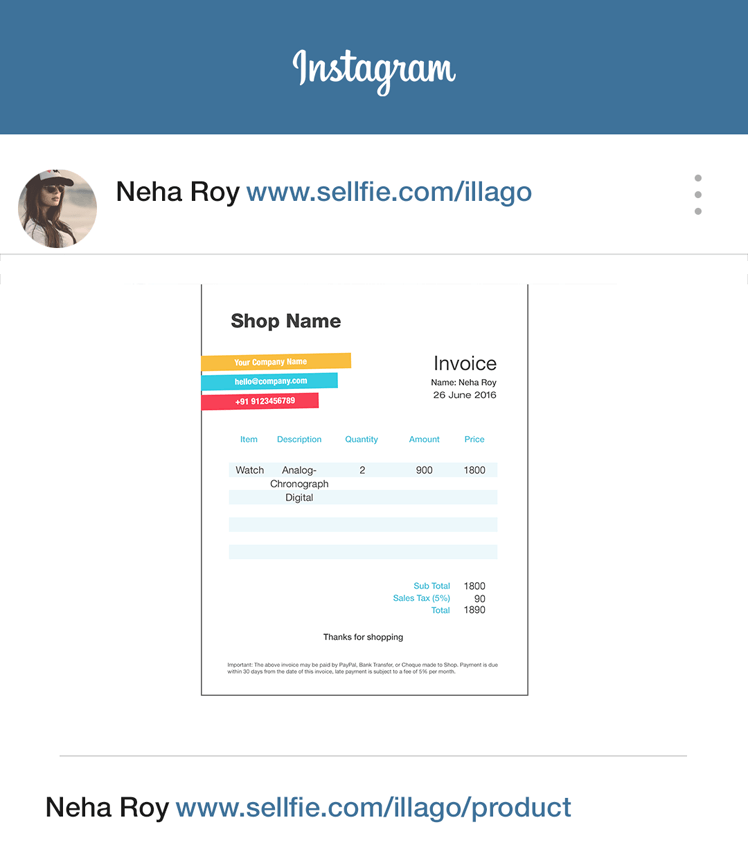 Instagram
Neha Roy www.sellfie.com/illago
Shop Name
Your Company Name
hello@company.com
+91 9123456789
Invoice
Name: Neha Roy
26 June 2016
Item Description Quantity Amount Price
Watch Analog- 2 900 1800
Chronograph
Digital
Sub Total 1800
Sales Tax (5%) 90
Total 1890
Thanks for shopping
Important: The above invoice may be paid by PayPal, Bank Transfer, or Cheque made to Shop. Payment is due
within 30 days from the date of this invoice, late payment is subject to a fee of 5% per month.
Neha Roy www.sellfie.com/illago/product